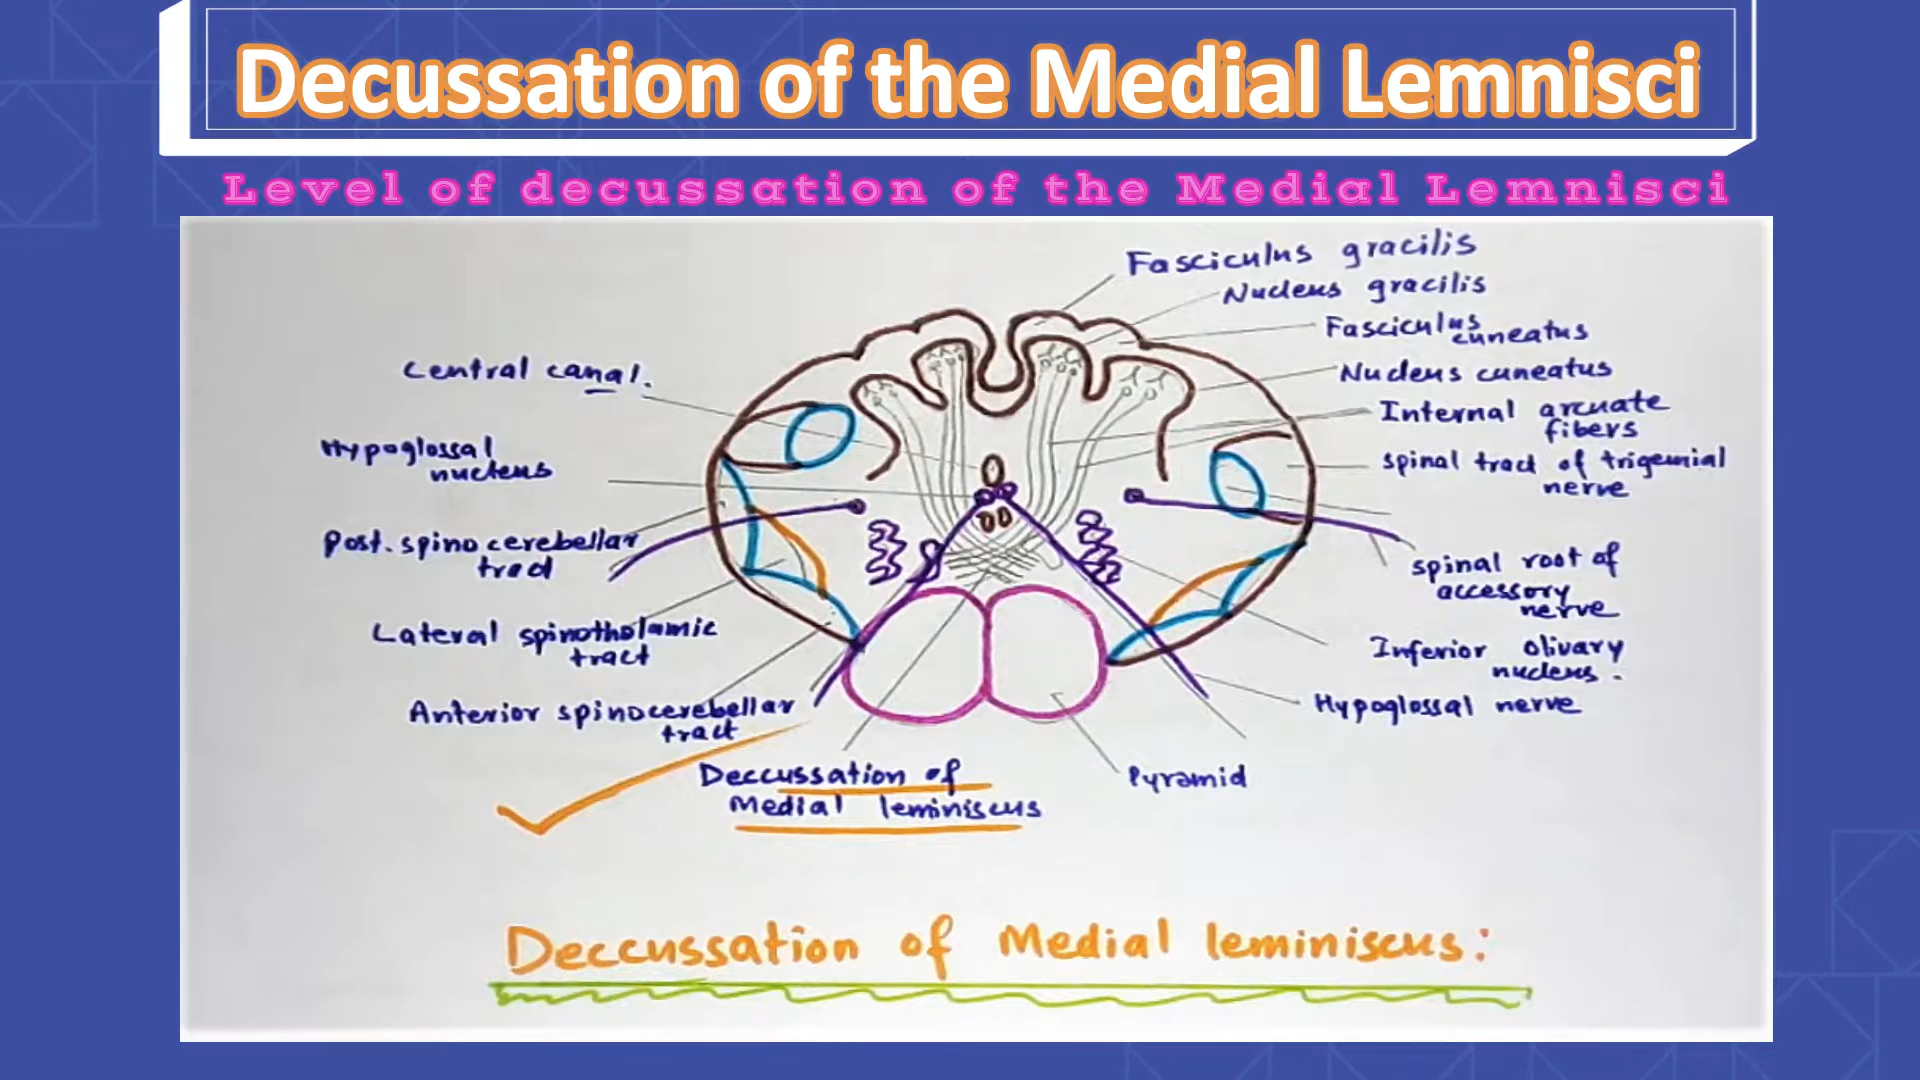 Decussation of the Medial Lemnisci
Level of decussation of the Medial Lemnisci
Fasciculus gracilis
Nucleus gracilis
Fasciculus
cuneatus
Nucleus cuneatus
Internal arcuate
fibers
spinal tract of trigemial
nerve
spinal root of
accessory
nerve
Inferior olivary
nucleus.
Hypoglossal nerve
Pyramid
Central canal.
Hypoglossal
nucleus
Post. spinocerebellar
tract
Lateral spinothalamic
tract
Anterior spinocerebellar
tract
Deccussation of
Medial leminiscus
Deccussation of Medial leminiscus: